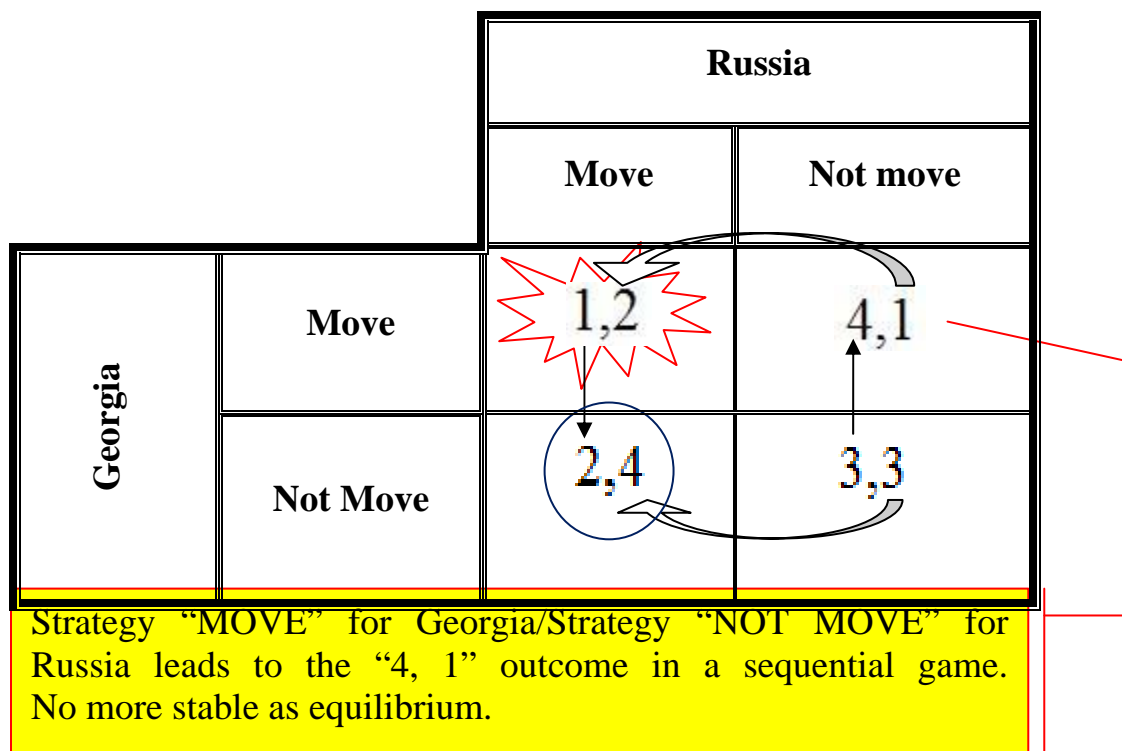 Russia
Move Not move
Georgia
Move 1,2 4,1
Not Move 2,4 3,3
Strategy “MOVE” for Georgia/Strategy “NOT MOVE” for
Russia leads to the “4, 1” outcome in a sequential game.
No more stable as equilibrium.